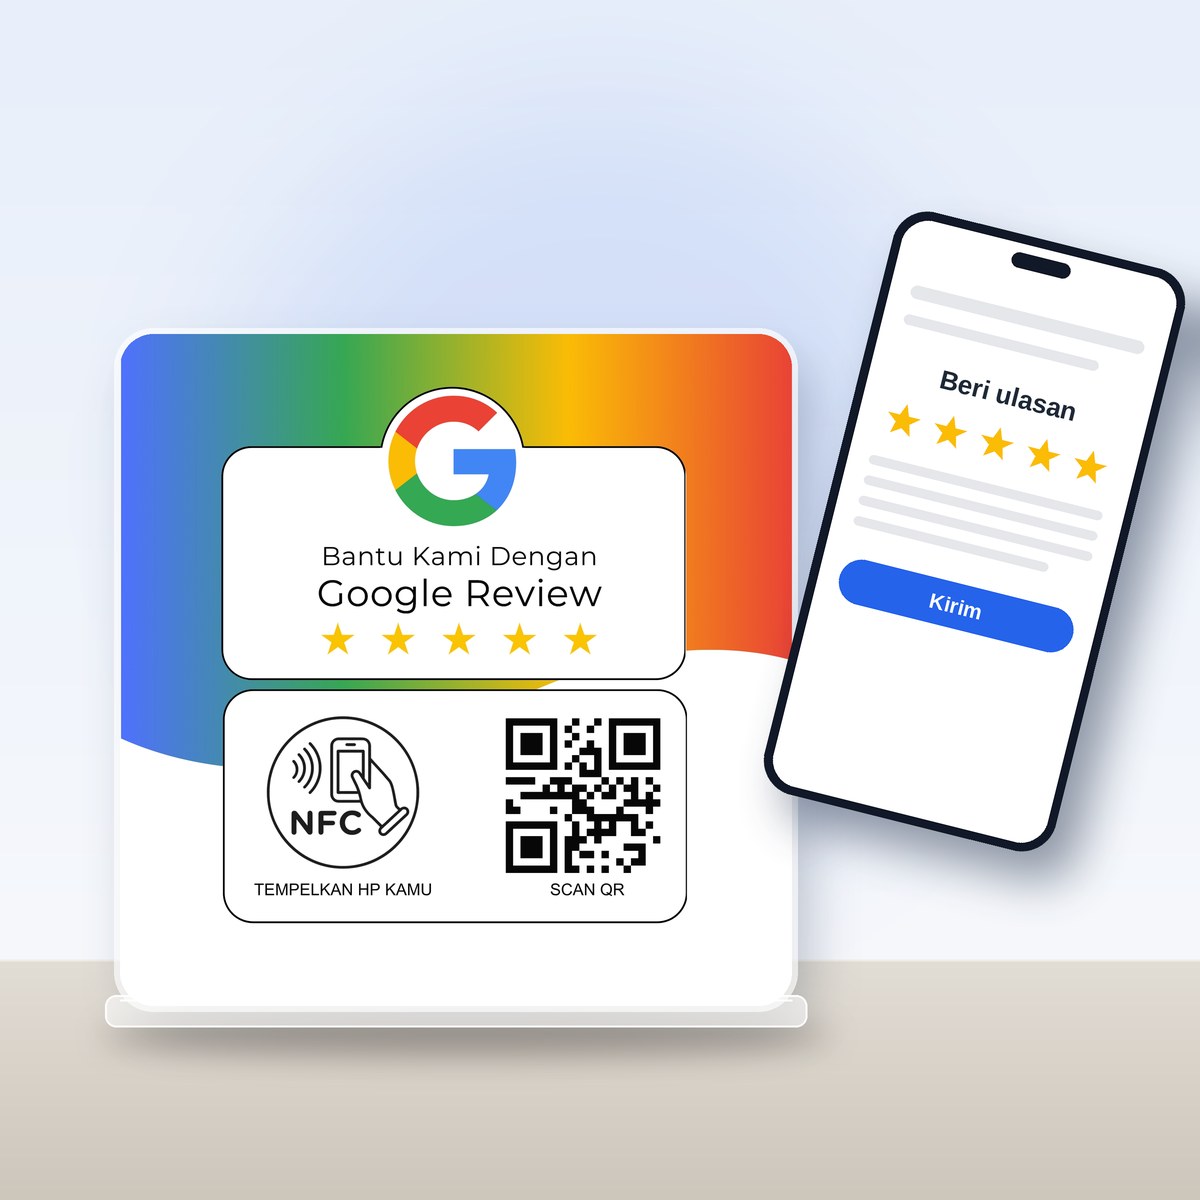 Bantu Kami Dengan
Google Review
NFC
TEMPELKAN HP KAMU
SCAN QR
Beri ulasan
Kirim